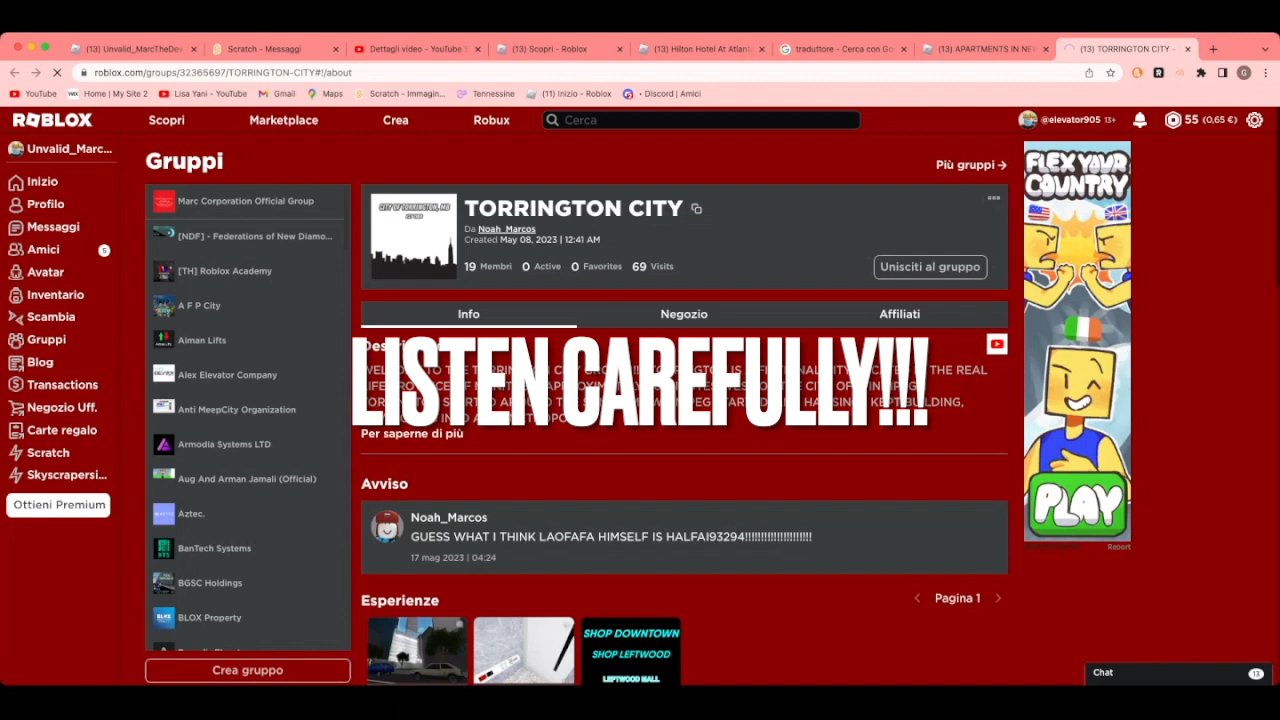 (13) Unvalid_MarcTheDev
Scratch - Messaggi
Dettagli video - YouTube S
(13) Scopri - Roblox
(13) Hilton Hotel At Atlanta
traduttore - Cerca con Go
(13) APARTMENTS IN NE
(13) TORRINGTON CITY -
roblox.com/groups/32365697/TORRINGTON-CITY#!/about
YouTube
Home | My Site 2
Lisa Yani - YouTube
Gmail
Maps
Scratch - Immagin...
Tennessine
(11) Inizio - Roblox
• Discord | Amici
ROBLOX
Scopri
Marketplace
Crea
Robux
Cerca
@elevator905 13+
55 (0,65 €)
Unvalid_Marc...
Inizio
Profilo
Messaggi
Amici 5
Avatar
Inventario
Scambia
Gruppi
Blog
Transactions
Negozio Uff.
Carte regalo
Scratch
Skyscrapersi...
Ottieni Premium
Gruppi
Più gruppi →
Marc Corporation Official Group
[NDF] - Federations of New Diamo...
[TH] Roblox Academy
A F P City
Aiman Lifts
Alex Elevator Company
Anti MeepCity Organization
Armodia Systems LTD
Aug And Arman Jamali (Official)
Aztec.
BanTech Systems
BGSC Holdings
BLOX Property
Crea gruppo
TORRINGTON CITY
Da Noah_Marcos
Created May 08, 2023 | 12:41 AM
19 Membri 0 Active 0 Favorites 69 Visits
Unisciti al gruppo
Info
Negozio
Affiliati
LISTEN CAREFULLY!!!
Per saperne di più
Avviso
Noah_Marcos
GUESS WHAT I THINK LAOFAFA HIMSELF IS HALFAI93294!!!!!!!!!!!!!!!!!!!!!
17 mag 2023 | 04:24
Esperienze
Pagina 1
SHOP DOWNTOWN
SHOP LEFTWOOD
LEFTWOOD MALL
FLEX YOUR
COUNTRY
PLAY
Report
Chat
13